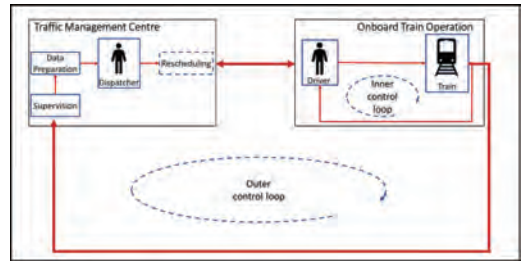 Traffic Management Centre
Data
Preparation
Dispatcher
Rescheduling
Supervision
Onboard Train Operation
Driver
Train
Inner
control
loop
Outer
control loop